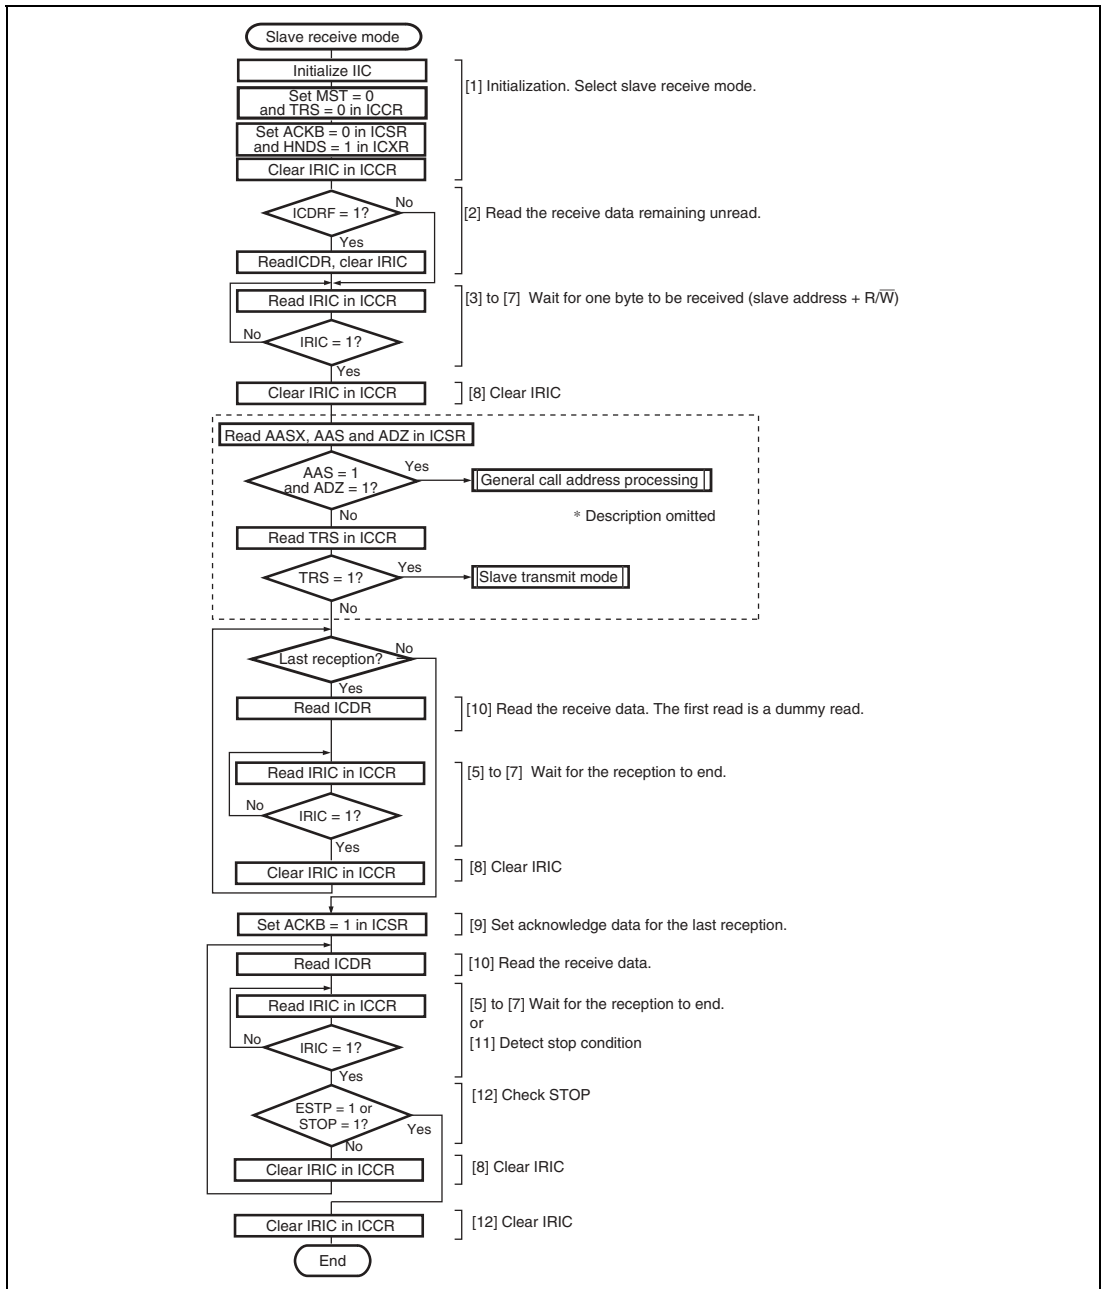 Slave receive mode
Initialize IIC
[1] Initialization. Select slave receive mode.
Set MST = 0
and TRS = 0 in ICCR
Set ACKB = 0 in ICSR
and HNDS = 1 in ICXR
Clear IRIC in ICCR
ICDRF = 1?
No
[2] Read the receive data remaining unread.
Yes
ReadICDR, clear IRIC
Read IRIC in ICCR
[3] to [7] Wait for one byte to be received (slave address + R/W̅)
No
IRIC = 1?
Yes
Clear IRIC in ICCR
[8] Clear IRIC
Read AASX, AAS and ADZ in ICSR
AAS = 1
and ADZ = 1?
Yes
General call address processing
No
* Description omitted
Read TRS in ICCR
TRS = 1?
Yes
Slave transmit mode
No
Last reception?
No
Yes
Read ICDR
[10] Read the receive data. The first read is a dummy read.
Read IRIC in ICCR
[5] to [7] Wait for the reception to end.
No
IRIC = 1?
Yes
Clear IRIC in ICCR
[8] Clear IRIC
Set ACKB = 1 in ICSR
[9] Set acknowledge data for the last reception.
Read ICDR
[10] Read the receive data.
Read IRIC in ICCR
[5] to [7] Wait for the reception to end.
or
[11] Detect stop condition
No
IRIC = 1?
Yes
[12] Check STOP
ESTP = 1 or
STOP = 1?
Yes
No
Clear IRIC in ICCR
[8] Clear IRIC
Clear IRIC in ICCR
[12] Clear IRIC
End